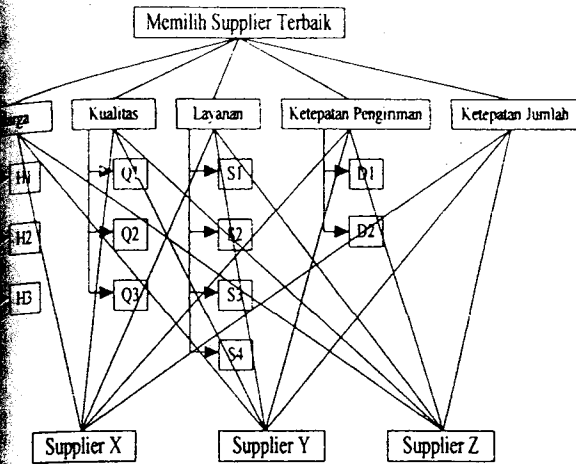 Memilih Supplier Terbaik
Kualitas
Layanan
Ketepatan Pengiriman
Ketepatan Jumlah
H1
Q1
S1
D1
H2
Q2
S2
D2
H3
Q3
S3
S4
Supplier X
Supplier Y
Supplier Z